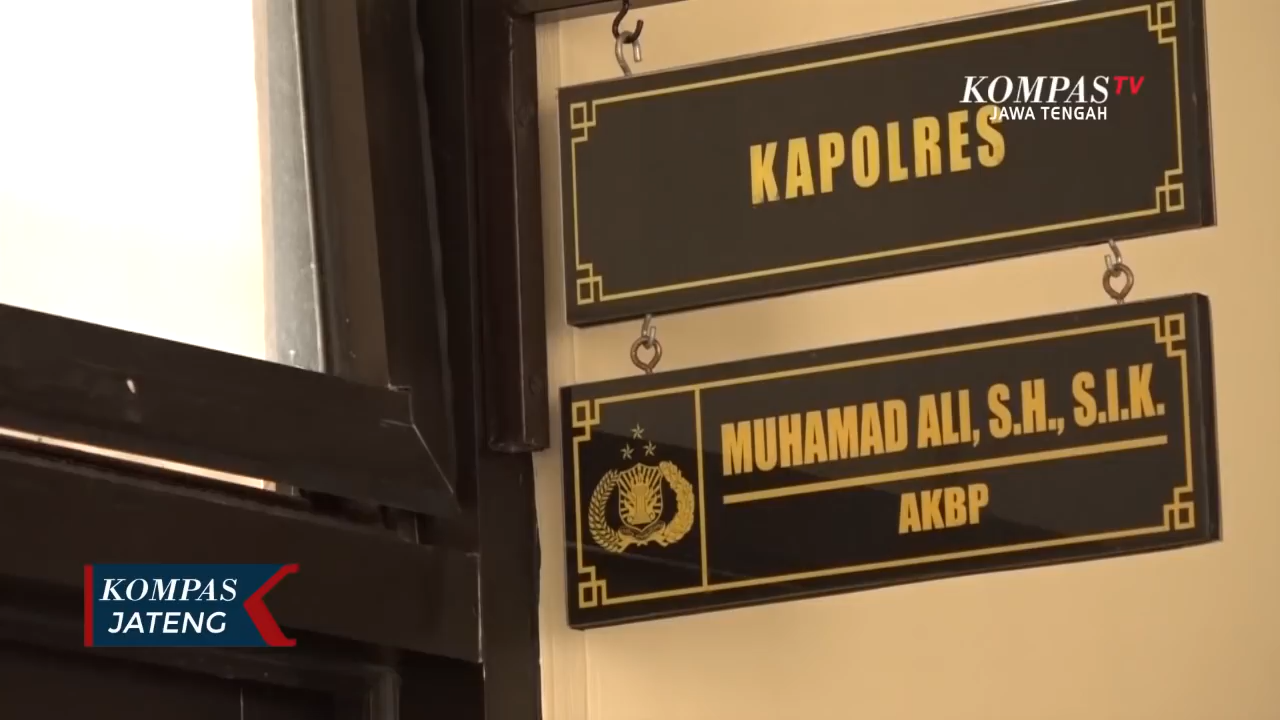 KOMPAS TV
JAWA TENGAH
KAPOLRES
MUHAMAD ALI, S.H., S.I.K.
AKBP
KOMPAS
JATENG